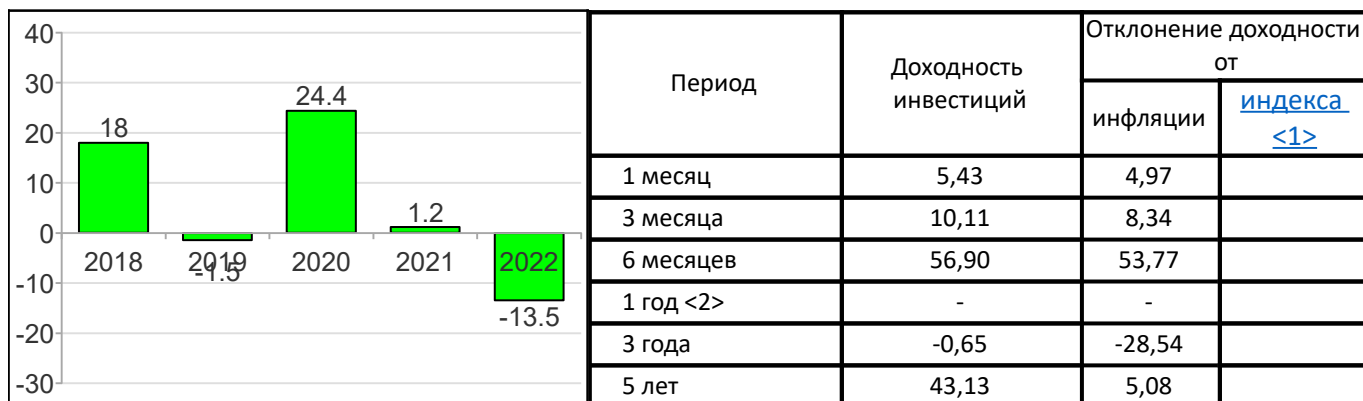 40
30
20
10
0
-10
-20
-30
18
-1.5
24.4
1.2
-13.5
2018 2019 2020 2021 2022
Период
Доходность
инвестиций
Отклонение доходности
от
инфляции
индекса
<1>
1 месяц 5,43 4,97
3 месяца 10,11 8,34
6 месяцев 56,90 53,77
1 год <2> - -
3 года -0,65 -28,54
5 лет 43,13 5,08